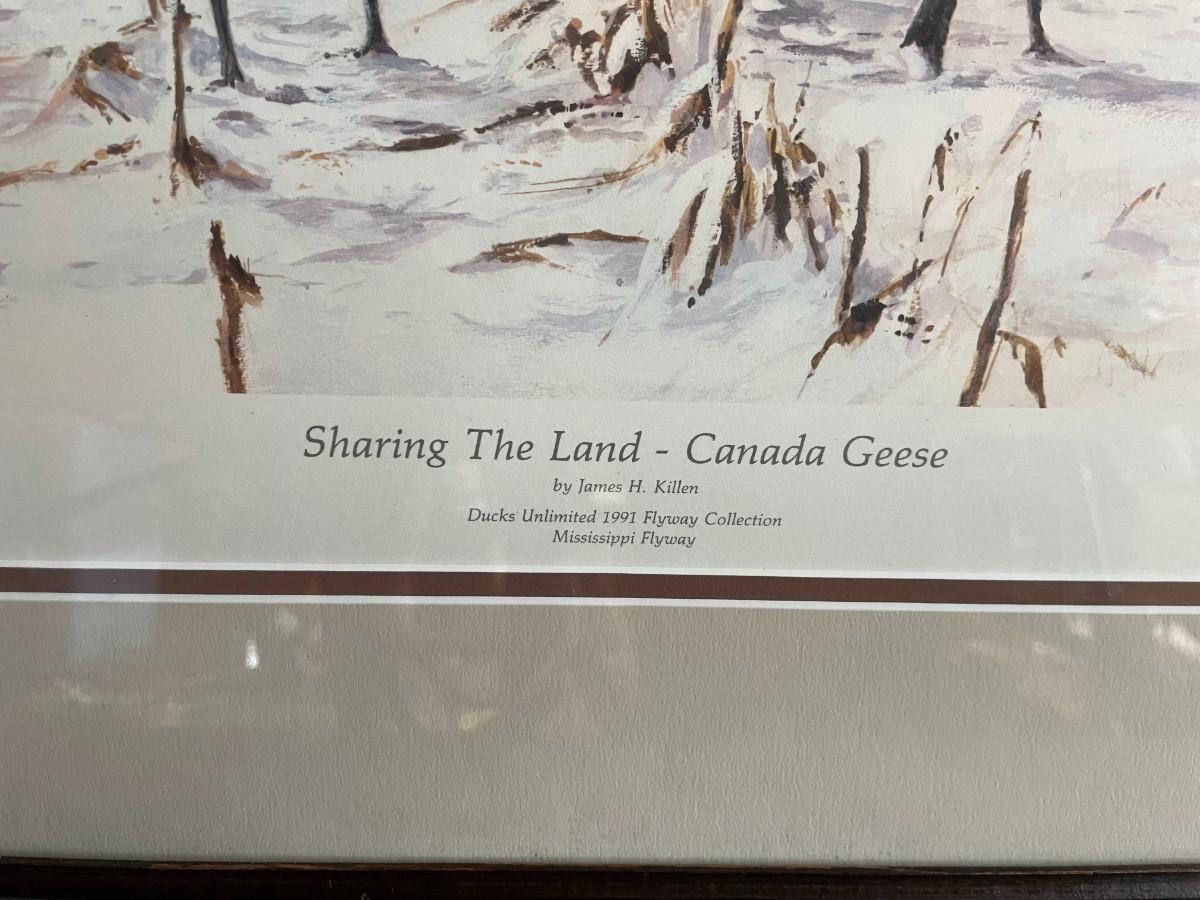 Sharing The Land - Canada Geese
by James H. Killen
Ducks Unlimited 1991 Flyway Collection
Mississippi Flyway